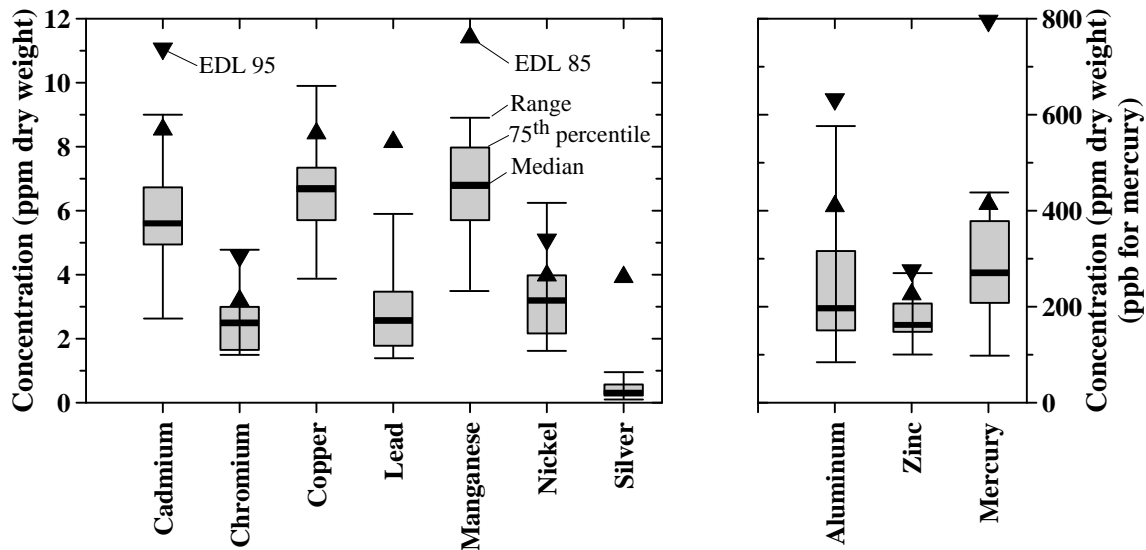 Concentration (ppm dry weight)
12
10
8
6
4
2
0
EDL 95
EDL 85
Range
75th percentile
Median
Cadmium
Chromium
Copper
Lead
Manganese
Nickel
Silver
800
600
400
200
0
Concentration (ppm dry weight)
(ppb for mercury)
Aluminum
Zinc
Mercury